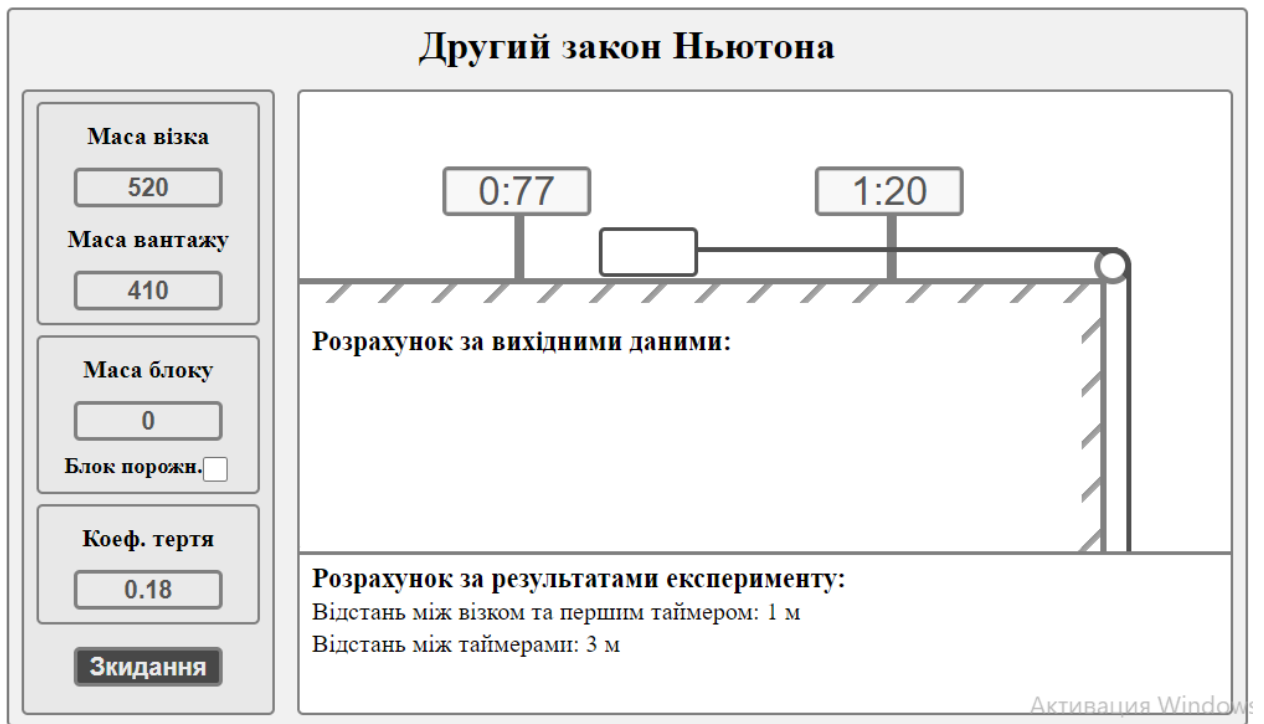 Другий закон Ньютона
Маса візка
520
Маса вантажу
410
Маса блоку
0
Блок порожн.
Коеф. тертя
0.18
Зкидання
0:77
1:20
Розрахунок за вихідними даними:
Розрахунок за результатами експерименту:
Відстань між візком та першим таймером: 1 м
Відстань між таймерами: 3 м
Активация Windows